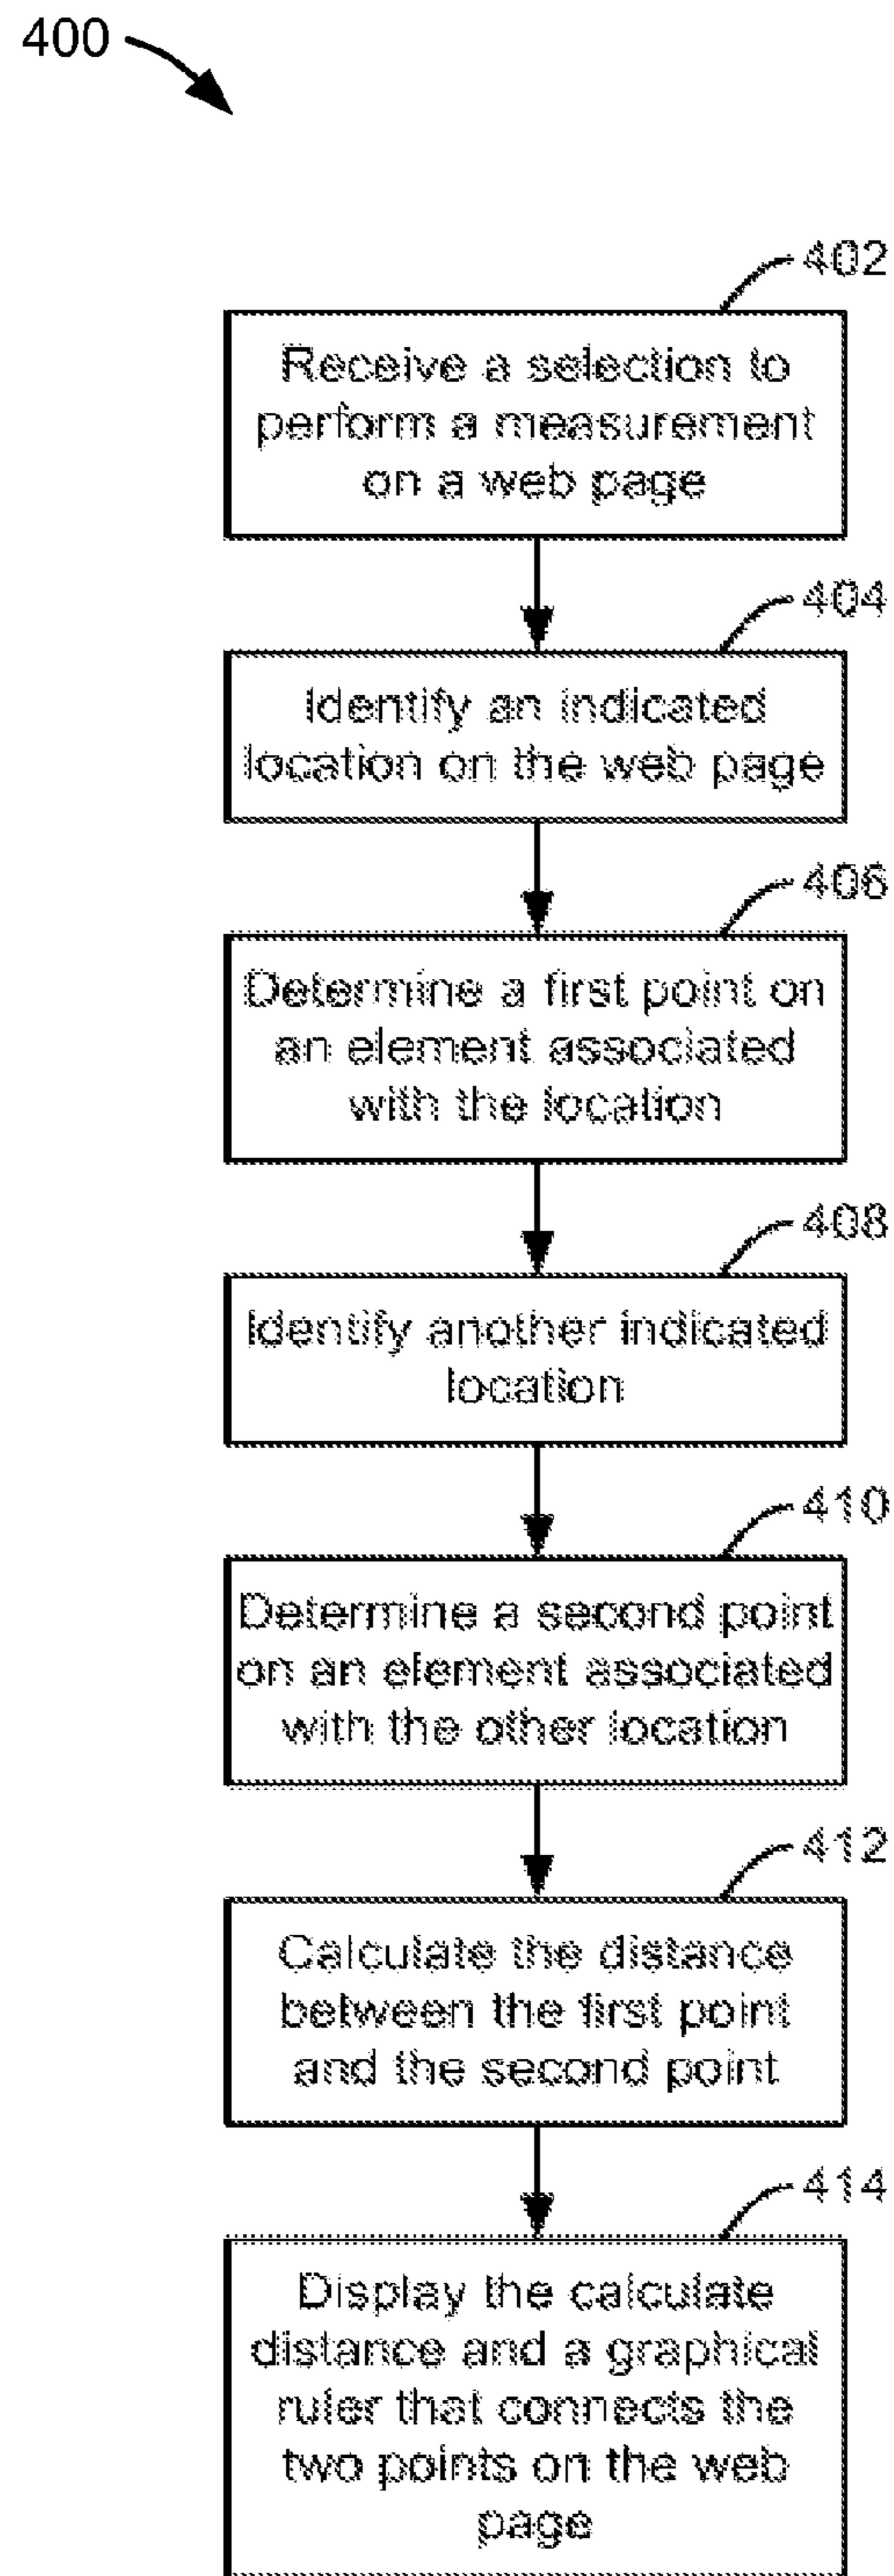 400
402
Receive a selection to
perform a measurement
on a web page
404
Identify an indicated
location on the web page
406
Determine a first point on
an element associated
with the location
408
Identify another indicated
location
410
Determine a second point
on an element associated
with the other location
412
Calculate the distance
between the first point
and the second point
414
Display the calculate
distance and a graphical
ruler that connects the
two points on the web
page